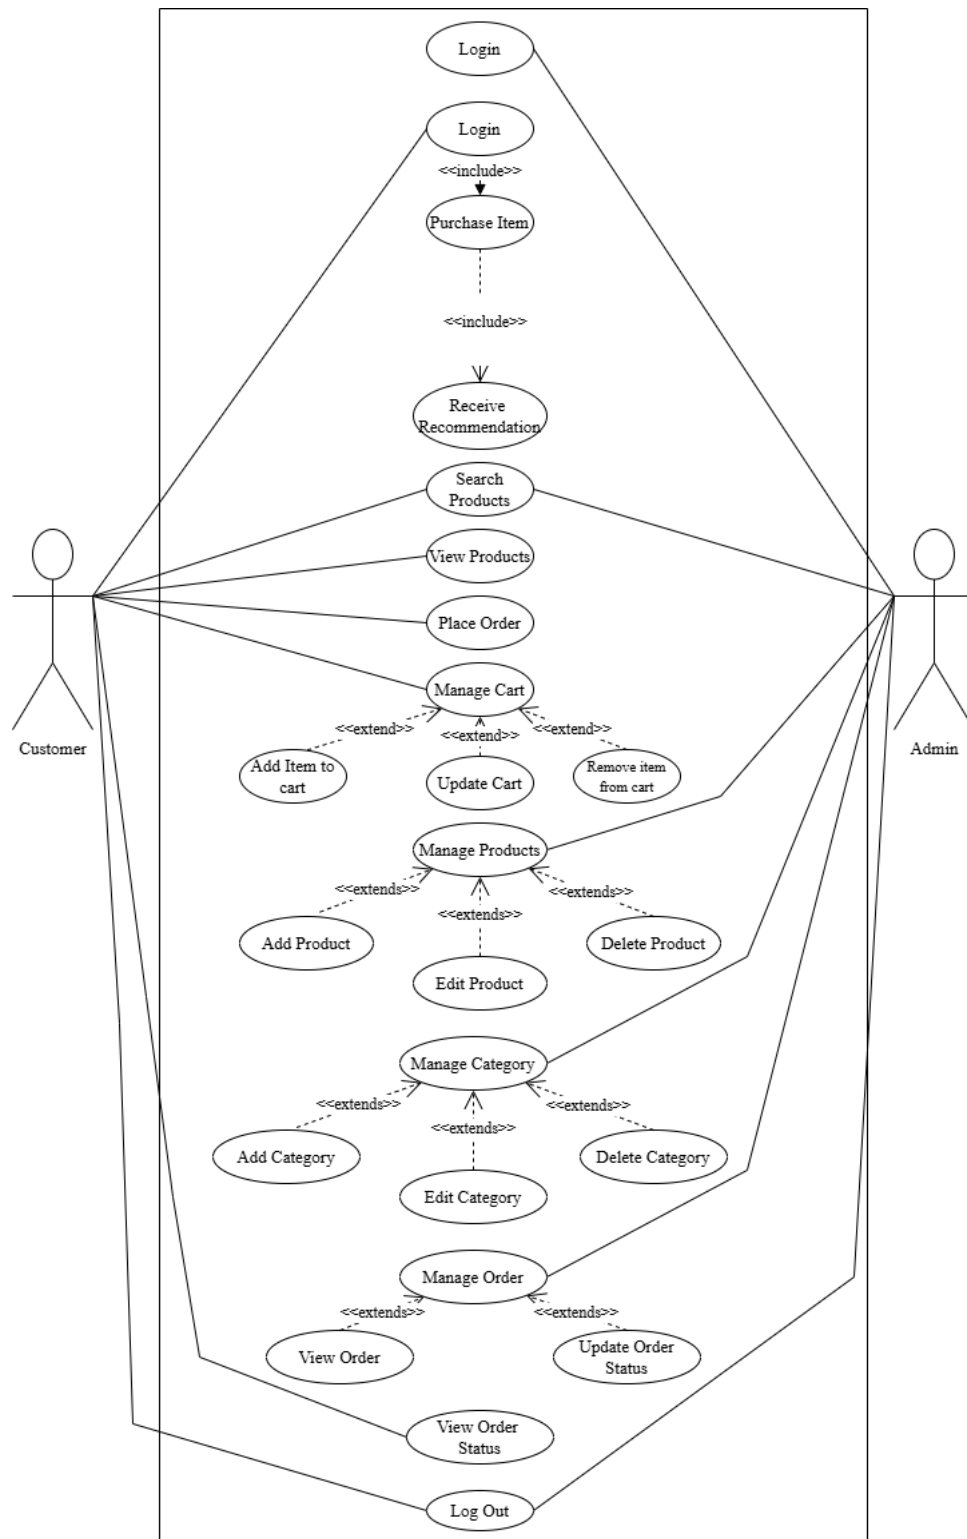 Login
Login
<<include>>
Purchase Item
<<include>>
Receive
Recommendation
Search
Products
View Products
Place Order
Manage Cart
<<extend>>
<<extend>>
<<extend>>
Add Item to
cart
Update Cart
Remove item
from cart
Customer
Admin
Manage Products
<<extends>>
<<extends>>
<<extends>>
Add Product
Edit Product
Delete Product
Manage Category
<<extends>>
<<extends>>
<<extends>>
Add Category
Edit Category
Delete Category
Manage Order
<<extends>>
<<extends>>
View Order
Update Order
Status
View Order
Status
Log Out